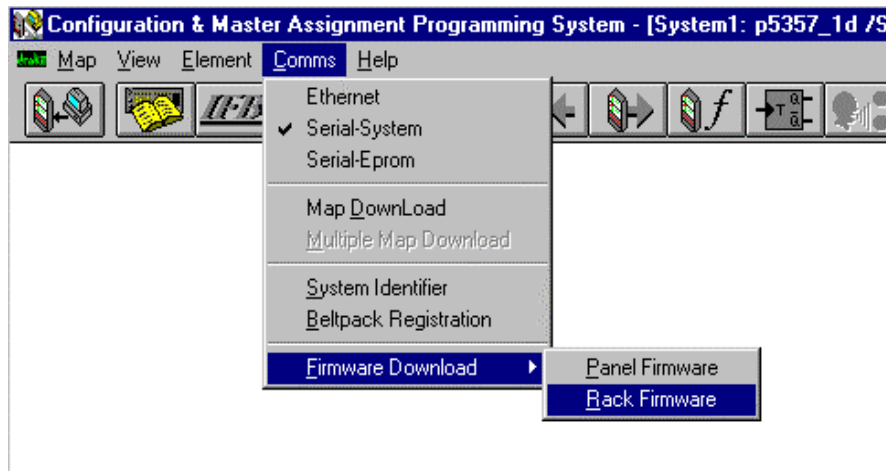 Configuration & Master Assignment Programming System - [System1: p5357_1d /S
Map View Element Comms Help
Ethernet
Serial-System
Serial-Eprom
Map DownLoad
Multiple Map Download
System Identifier
Beltpack Registration
Firmware Download
Panel Firmware
Rack Firmware